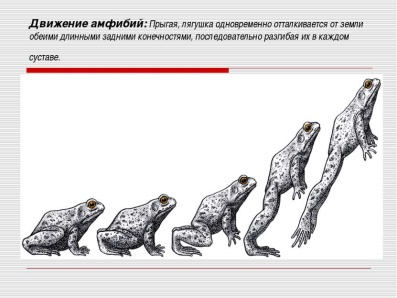 Движение амфибий: Прыгая, лягушка одновременно отталкивается от земли
обеими длинными задними конечностями, последовательно разгибая их в каждом
суставе.